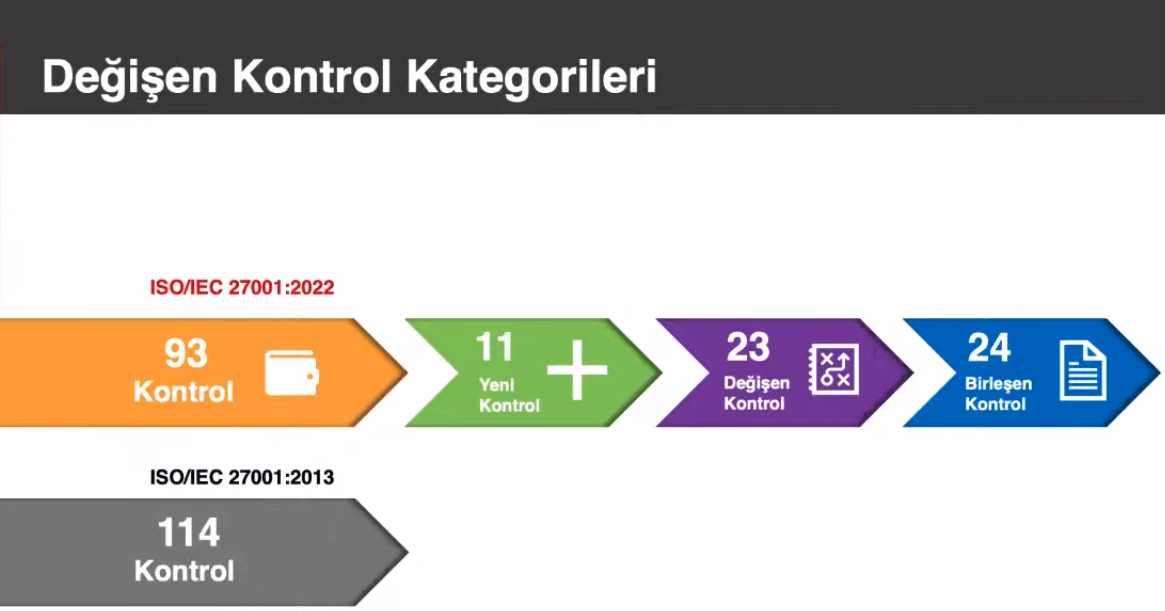 Değişen Kontrol Kategorileri
ISO/IEC 27001:2022
93
Kontrol
11
Yeni
Kontrol
23
Değişen
Kontrol
24
Birleşen
Kontrol
ISO/IEC 27001:2013
114
Kontrol